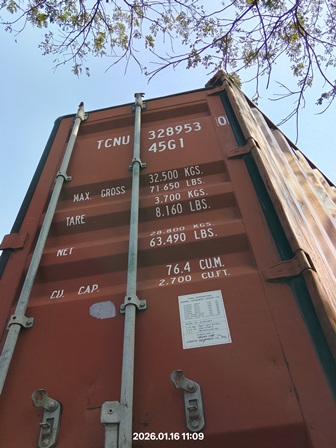 TCNU 328953 0
45G1
MAX. GROSS 32.500 KGS.
71.650 LBS.
TARE 3.700 KGS.
8.160 LBS.
NET 28.800 KGS.
63.490 LBS.
CU. CAP. 76.4 CU.M.
2.700 CU.FT.
2026.01.16 11:09